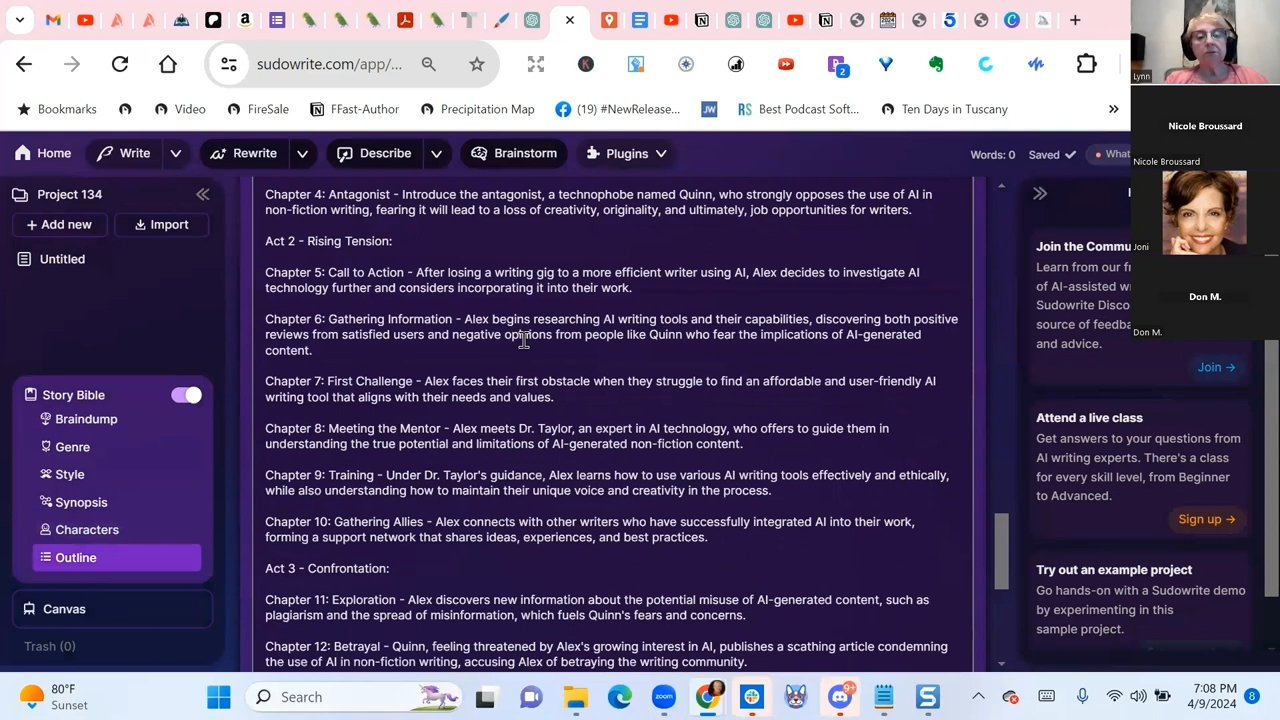 sudowrite.com/app/...
2
Lynn
Bookmarks
Video
FireSale
FFast-Author
Precipitation Map
(19) #NewRelease...
JW
RS Best Podcast Soft...
Ten Days in Tuscany
»
Nicole Broussard
Nicole Broussard
Home
Write
Rewrite
Describe
Brainstorm
Plugins
Words: 0
Saved
What
Project 134
Add new
Import
Untitled
Story Bible
Braindump
Genre
Style
Synopsis
Characters
Outline
Canvas
Trash (0)
Chapter 4: Antagonist - Introduce the antagonist, a technophobe named Quinn, who strongly opposes the use of AI in
non-fiction writing, fearing it will lead to a loss of creativity, originality, and ultimately, job opportunities for writers.
Act 2 - Rising Tension:
Chapter 5: Call to Action - After losing a writing gig to a more efficient writer using AI, Alex decides to investigate AI
technology further and considers incorporating it into their work.
Chapter 6: Gathering Information - Alex begins researching AI writing tools and their capabilities, discovering both positive
reviews from satisfied users and negative opinions from people like Quinn who fear the implications of AI-generated
content.
Chapter 7: First Challenge - Alex faces their first obstacle when they struggle to find an affordable and user-friendly AI
writing tool that aligns with their needs and values.
Chapter 8: Meeting the Mentor - Alex meets Dr. Taylor, an expert in AI technology, who offers to guide them in
understanding the true potential and limitations of AI-generated non-fiction content.
Chapter 9: Training - Under Dr. Taylor's guidance, Alex learns how to use various AI writing tools effectively and ethically,
while also understanding how to maintain their unique voice and creativity in the process.
Chapter 10: Gathering Allies - Alex connects with other writers who have successfully integrated AI into their work,
forming a support network that shares ideas, experiences, and best practices.
Act 3 - Confrontation:
Chapter 11: Exploration - Alex discovers new information about the potential misuse of AI-generated content, such as
plagiarism and the spread of misinformation, which fuels Quinn's fears and concerns.
Chapter 12: Betrayal - Quinn, feeling threatened by Alex's growing interest in AI, publishes a scathing article condemning
the use of AI in non-fiction writing, accusing Alex of betraying the writing community.
Joni
Don M.
Don M.
Join the Commu
Learn from our fr
of AI-assisted w
Sudowrite Disco
source of feedba
and advice.
Join →
Attend a live class
Get answers to your questions
from AI writing experts. There's a class
for every skill level, from Beginner
to Advanced.
Sign up →
Try out an example project
Go hands-on with a Sudowrite demo
by experimenting in this
sample project.
80°F
Sunset
Search
zoom
9+
S
7:08 PM
4/9/2024
8